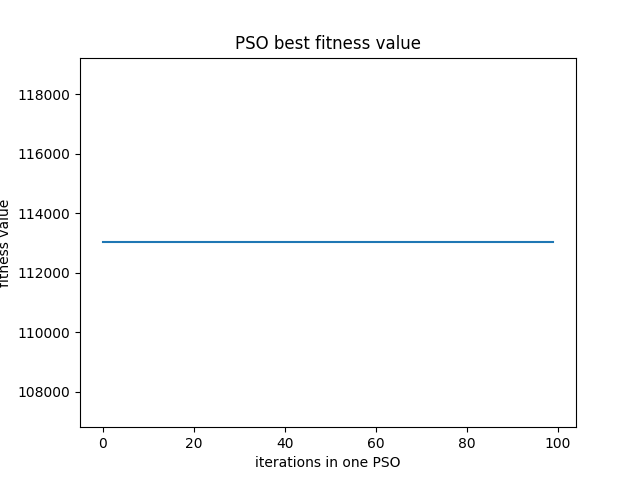 PSO best fitness value
118000
116000
114000
112000
110000
108000
fitness value
0 20 40 60 80 100
iterations in one PSO